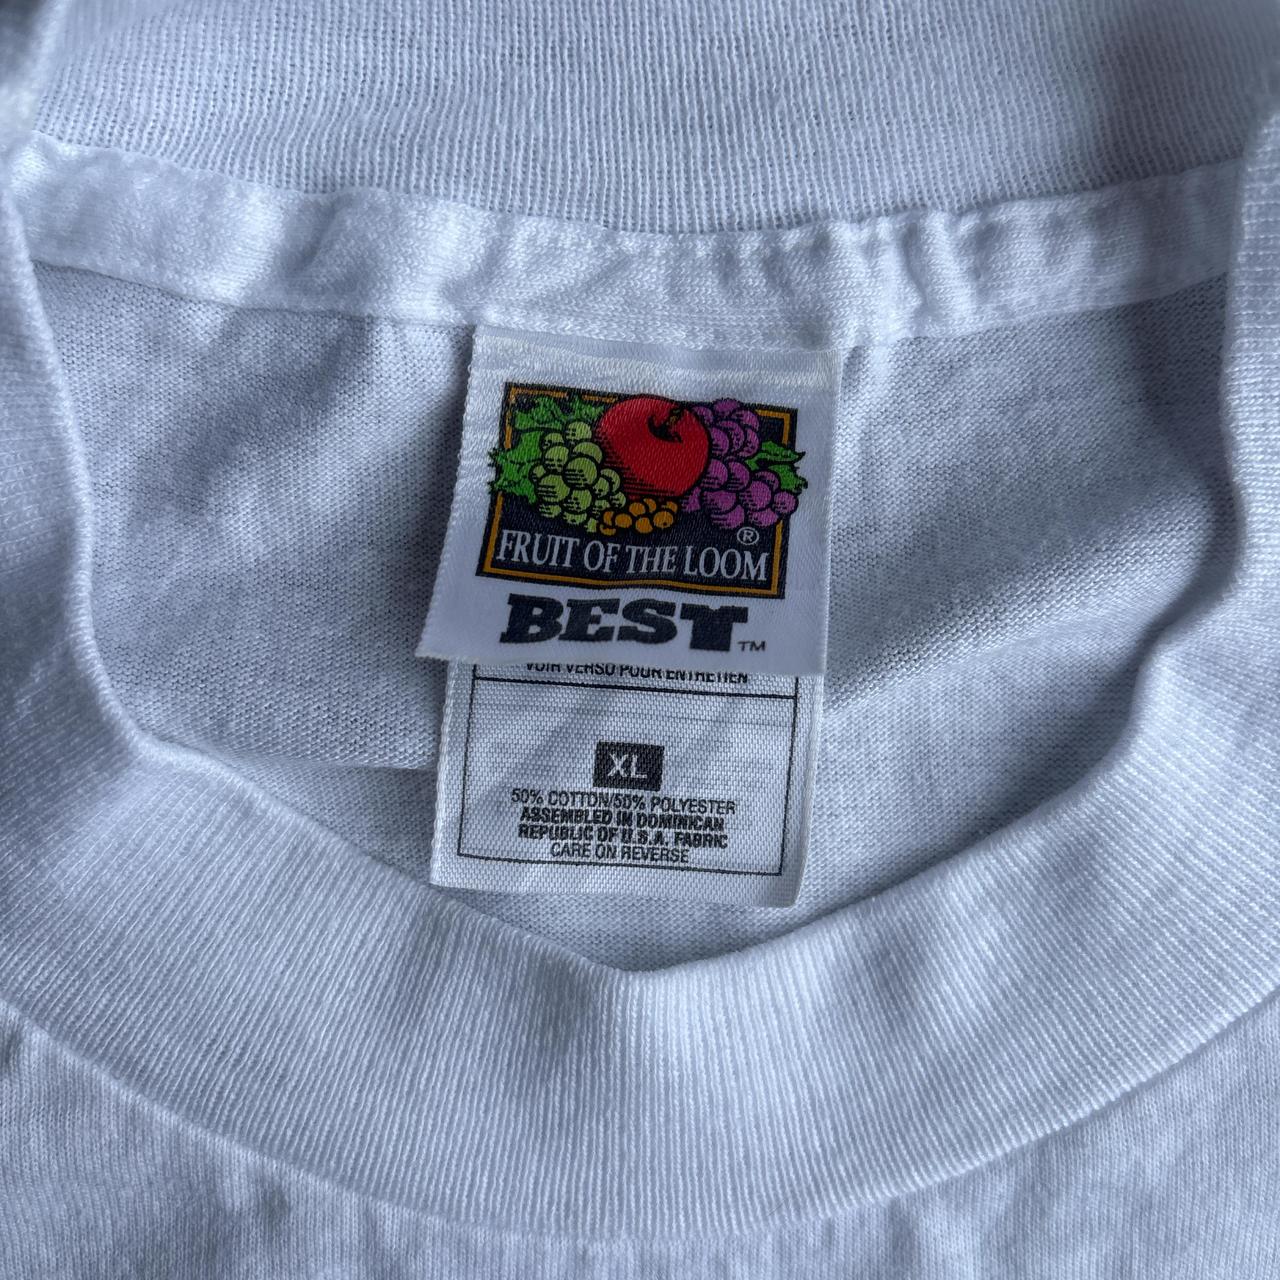 FRUIT OF THE LOOM ®
BEST ™
VOIR VERSO POUR ENTRETIEN
XL
50% COTTON/50% POLYESTER
ASSEMBLED IN DOMINICAN
REPUBLIC OF U.S.A. FABRIC
CARE ON REVERSE